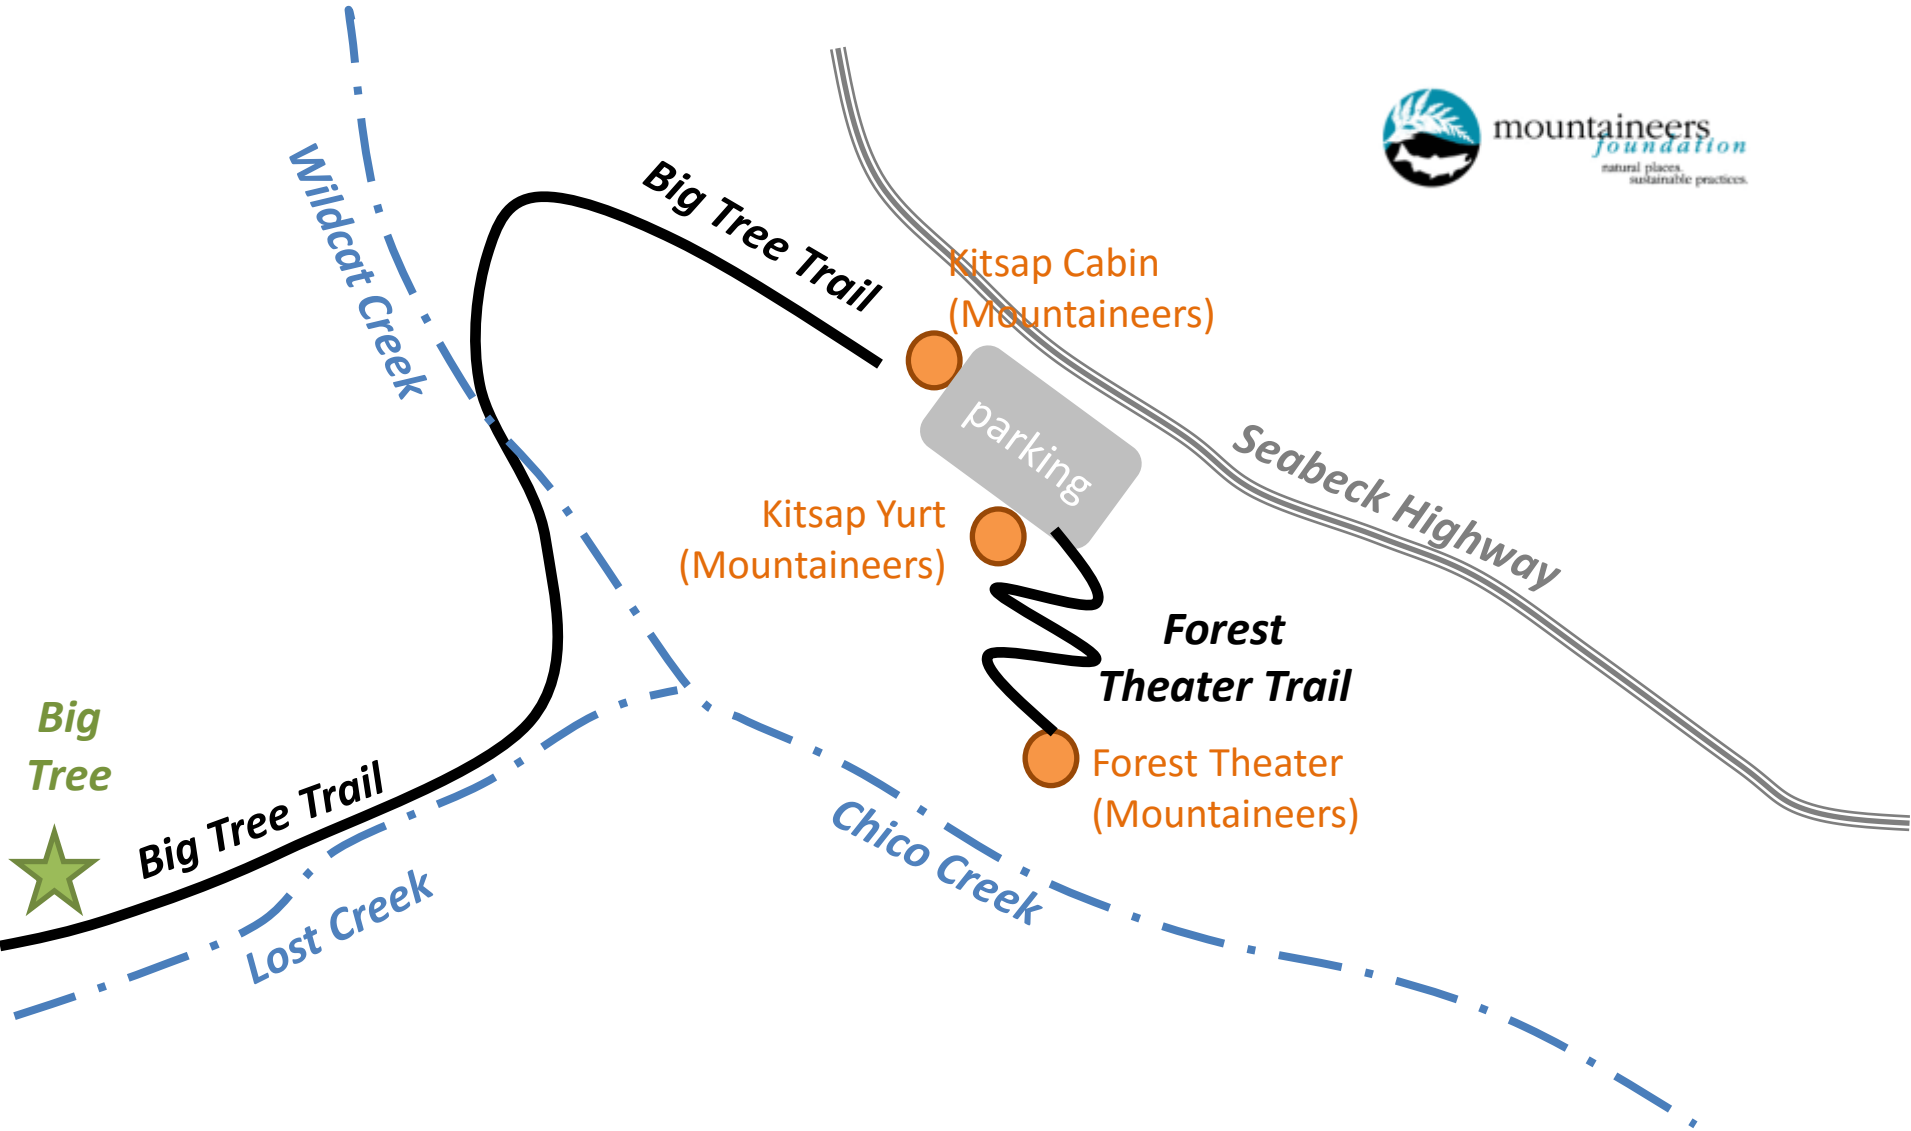 mountaineers
foundation
natural places.
sustainable practices.
Wildcat Creek
Big Tree Trail
Kitsap Cabin
(Mountaineers)
parking
Seabeck Highway
Kitsap Yurt
(Mountaineers)
Forest
Theater Trail
Big
Tree
Big Tree Trail
Forest Theater
(Mountaineers)
Chico Creek
Lost Creek